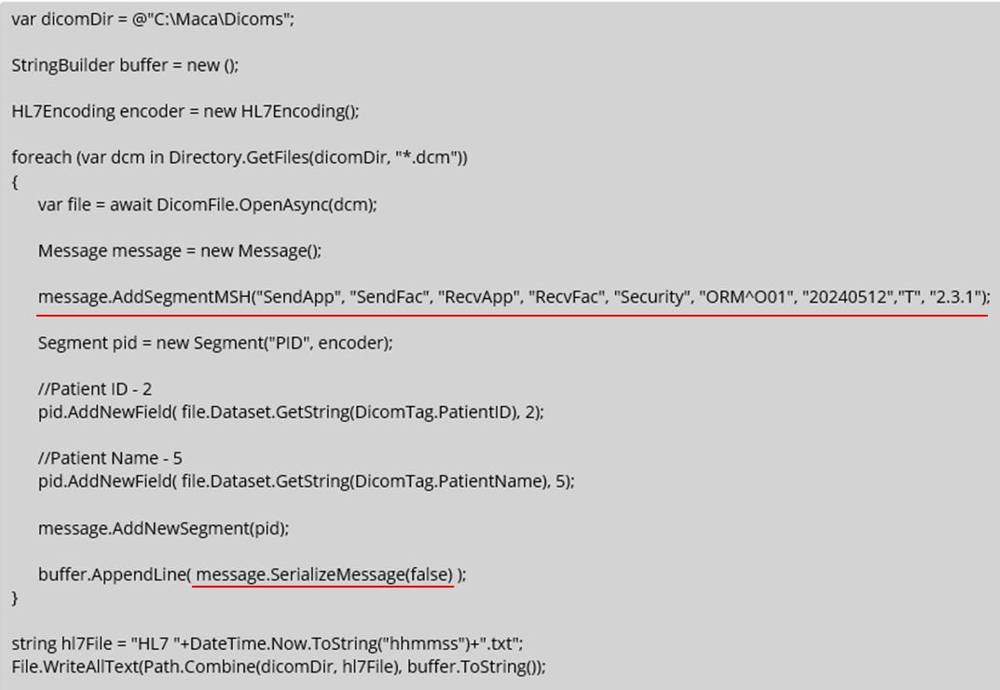 var dicomDir = @"C:\Maca\Dicoms";
StringBuilder buffer = new ();
HL7Encoding encoder = new HL7Encoding();
foreach (var dcm in Directory.GetFiles(dicomDir, "*.dcm"))
{
var file = await DicomFile.OpenAsync(dcm);
Message message = new Message();
message.AddSegmentMSH("SendApp", "SendFac", "RecvApp", "RecvFac", "Security", "ORM^O01", "20240512","T", "2.3.1");
Segment pid = new Segment("PID", encoder);
//Patient ID - 2
pid.AddNewField( file.Dataset.GetString(DicomTag.PatientID), 2);
//Patient Name - 5
pid.AddNewField( file.Dataset.GetString(DicomTag.PatientName), 5);
message.AddNewSegment(pid);
buffer.AppendLine( message.SerializeMessage(false) );
}
string hl7File = "HL7 "+DateTime.Now.ToString("hhmmss")+".txt";
File.WriteAllText(Path.Combine(dicomDir, hl7File), buffer.ToString());